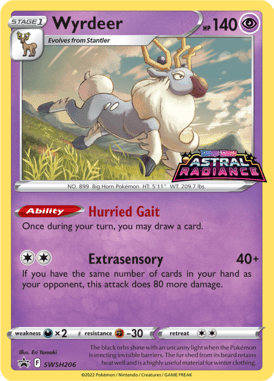 STAGE 1
Wyrdeer
HP 140
Evolves from Stantler
ASTRAL
RADIANCE
NO. 899 Big Horn Pokémon HT: 5'11" WT: 209.7 lbs.
Ability Hurried Gait
Once during your turn, you may draw a card.
Extrasensory 40+
If you have the same number of cards in your hand as
your opponent, this attack does 80 more damage.
weakness ×2 resistance -30 retreat
Illus. Eri Yamaki
F SWSH206
The black orbs shine with an uncanny light when the Pokémon
is erecting invisible barriers. The fur shed from its beard retains
heat well and is a highly useful material for winter clothing.
©2022 Pokémon / Nintendo / Creatures / GAME FREAK